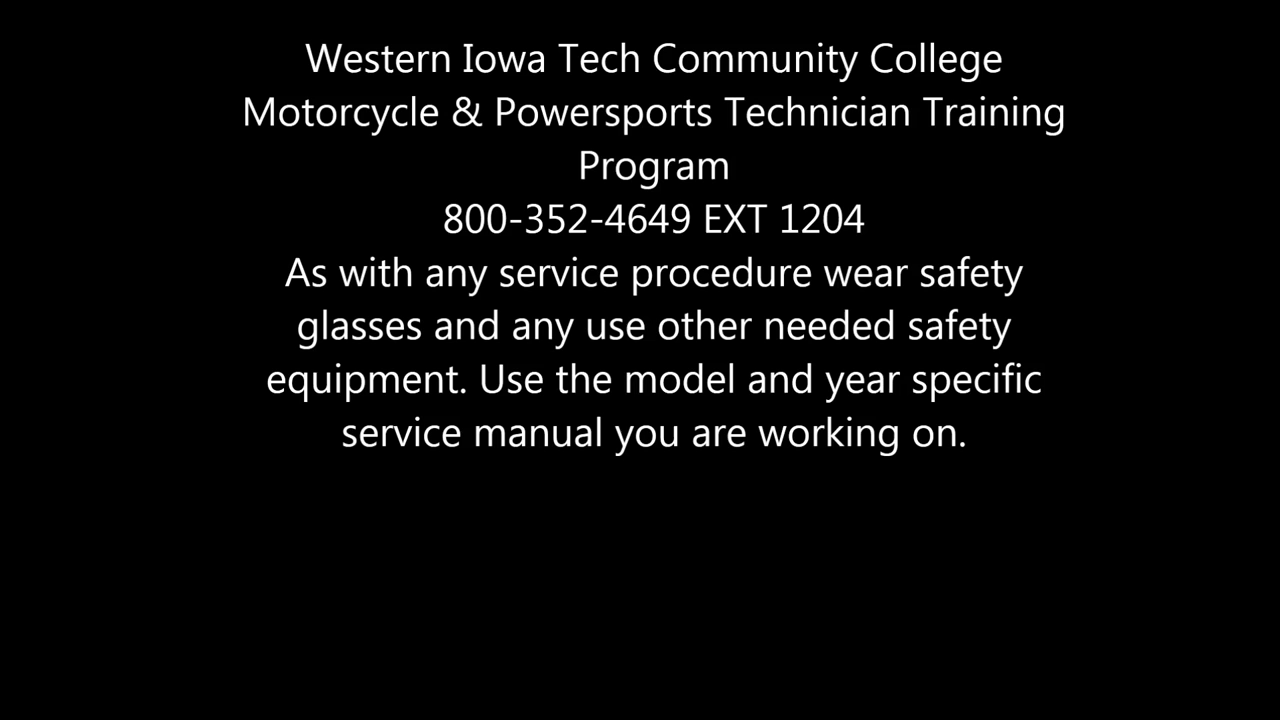 Western Iowa Tech Community College
Motorcycle & Powersports Technician Training
Program
800-352-4649 EXT 1204
As with any service procedure wear safety
glasses and any use other needed safety
equipment. Use the model and year specific
service manual you are working on.